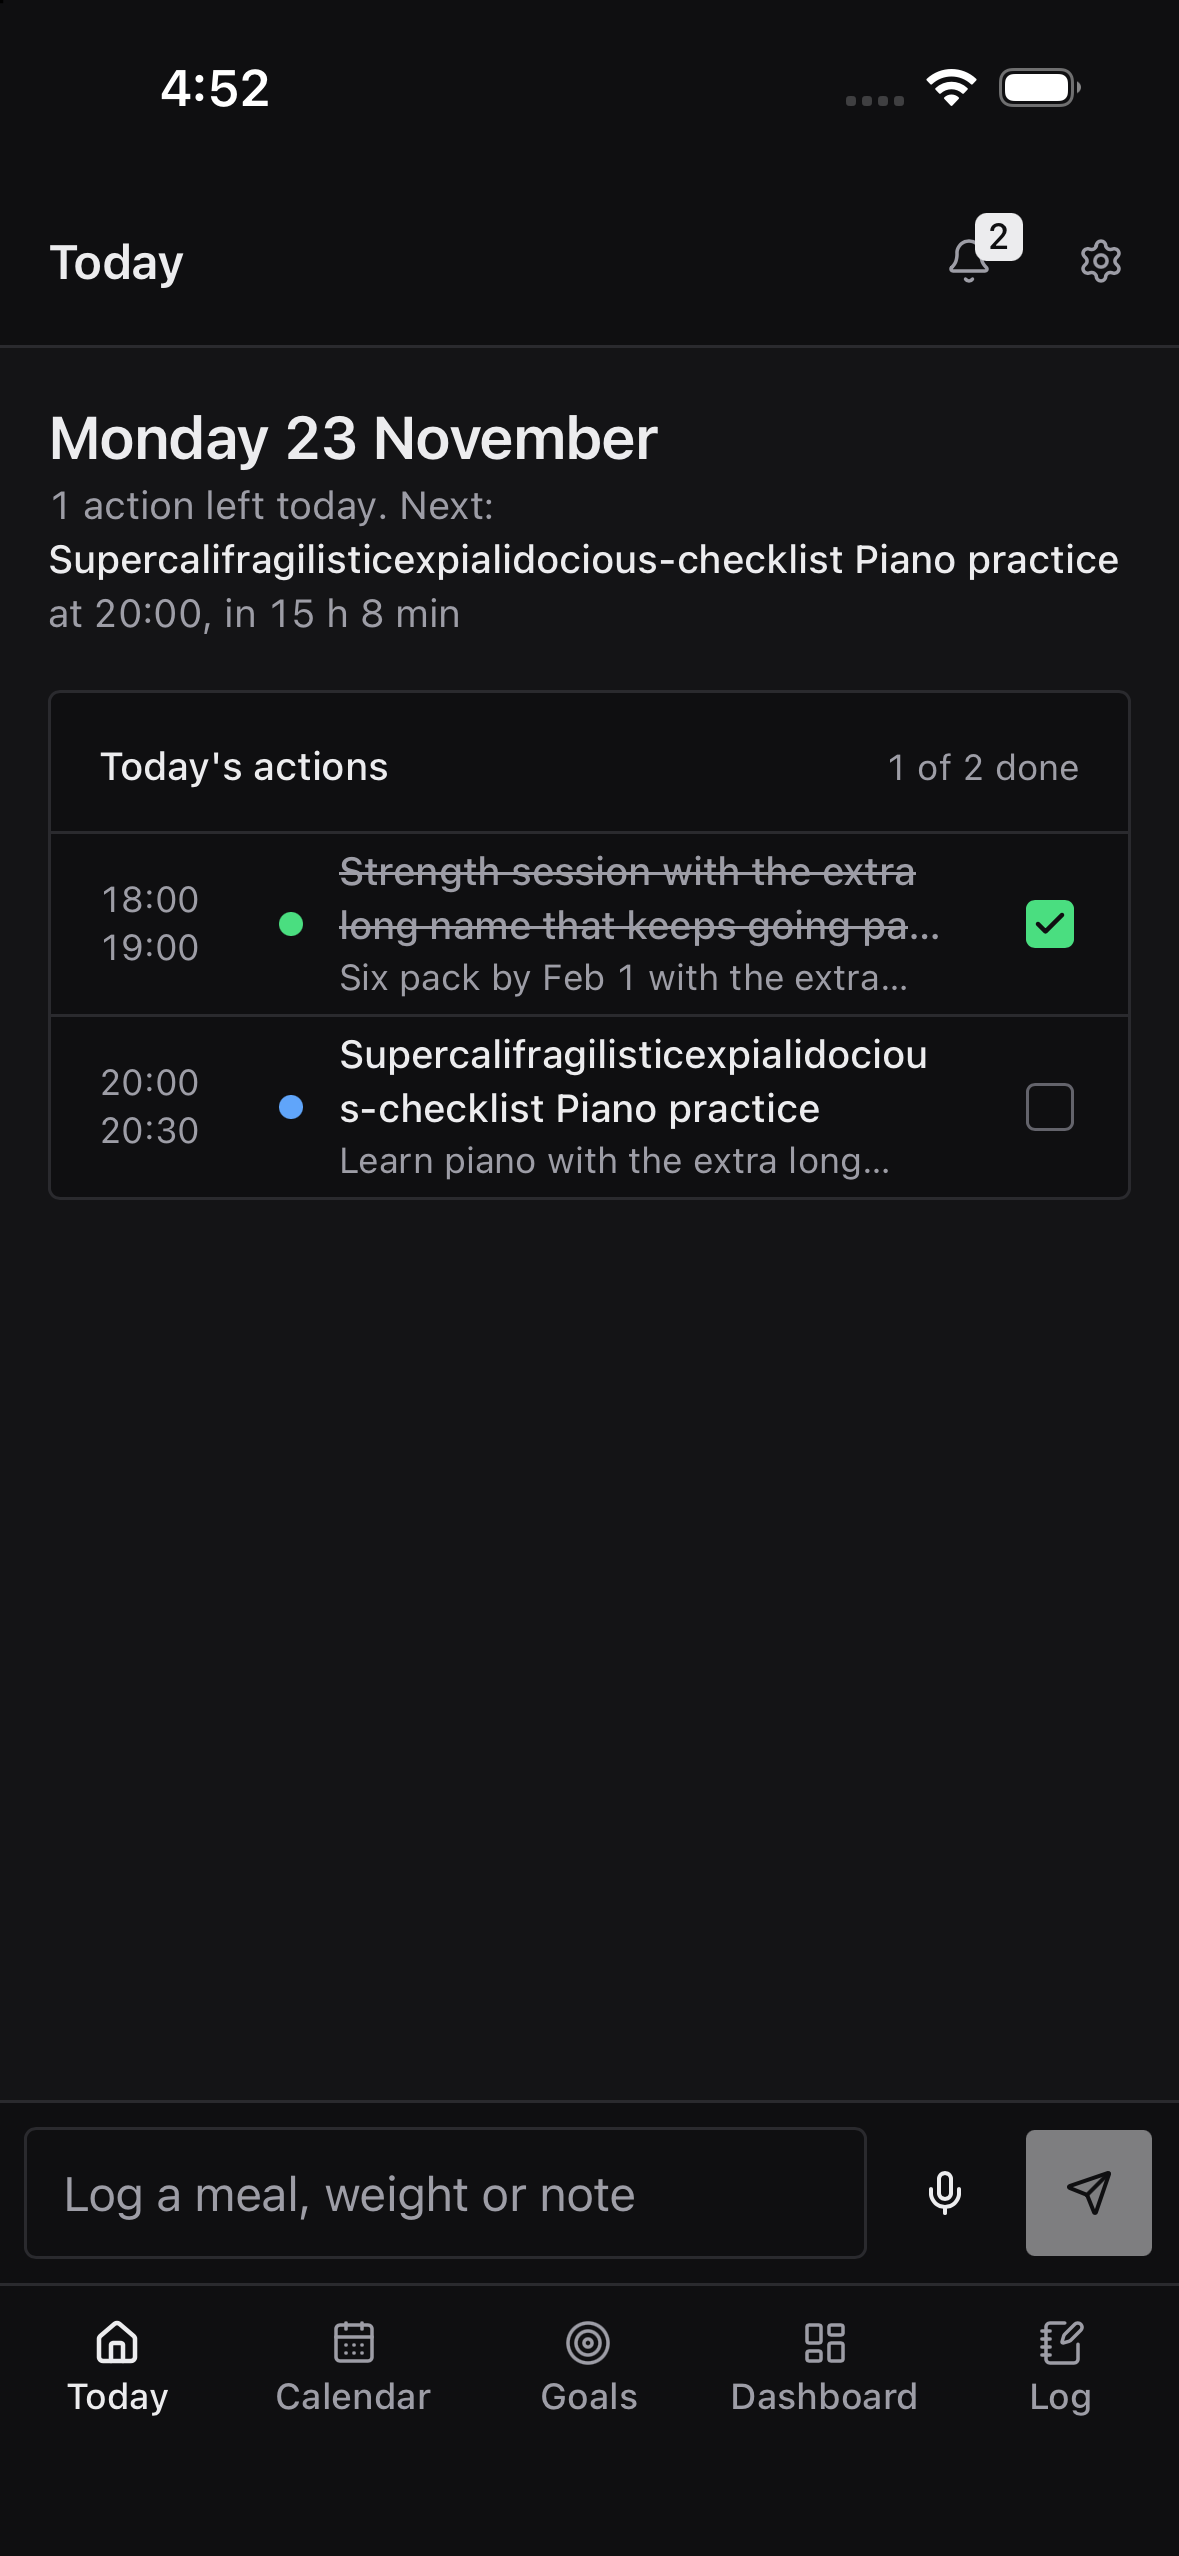 4:52
Today
2
Monday 23 November
1 action left today. Next:
Supercalifragilisticexpialidocious-checklist Piano practice
at 20:00, in 15 h 8 min
Today's actions
1 of 2 done
18:00
19:00
Strength session with the extra
long name that keeps going pa...
Six pack by Feb 1 with the extra...
20:00
20:30
Supercalifragilisticexpialidociou
s-checklist Piano practice
Learn piano with the extra long...
Log a meal, weight or note
Today
Calendar
Goals
Dashboard
Log